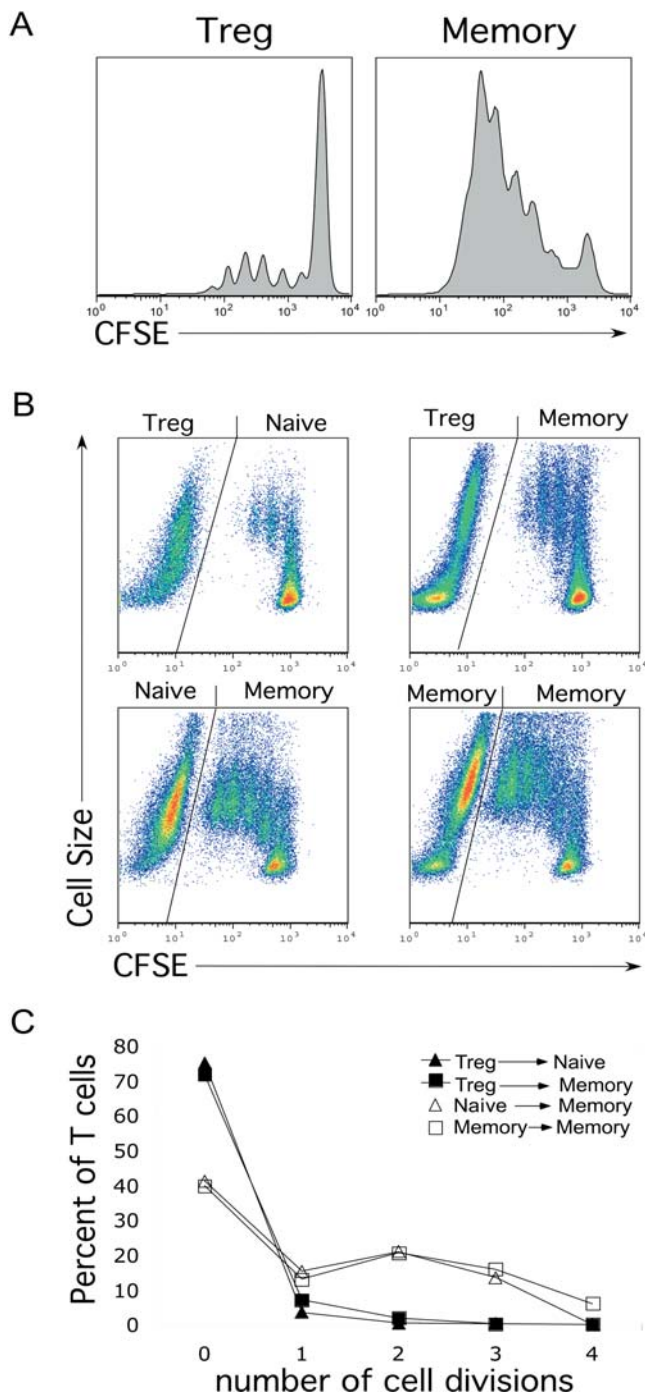 A
Treg Memory
10⁰ 10¹ 10² 10³ 10⁴ 10⁰ 10¹ 10² 10³ 10⁴
CFSE
B
Treg Naive Treg Memory
10⁰ 10¹ 10² 10³ 10⁴ 10⁰ 10¹ 10² 10³ 10⁴
Naive Memory Memory Memory
10⁰ 10¹ 10² 10³ 10⁴ 10⁰ 10¹ 10² 10³ 10⁴
Cell Size
CFSE
C
80
70
60
50
40
30
20
10
0
Percent of T cells
Treg Naive
Treg Memory
Naive Memory
Memory Memory
0 1 2 3 4
number of cell divisions